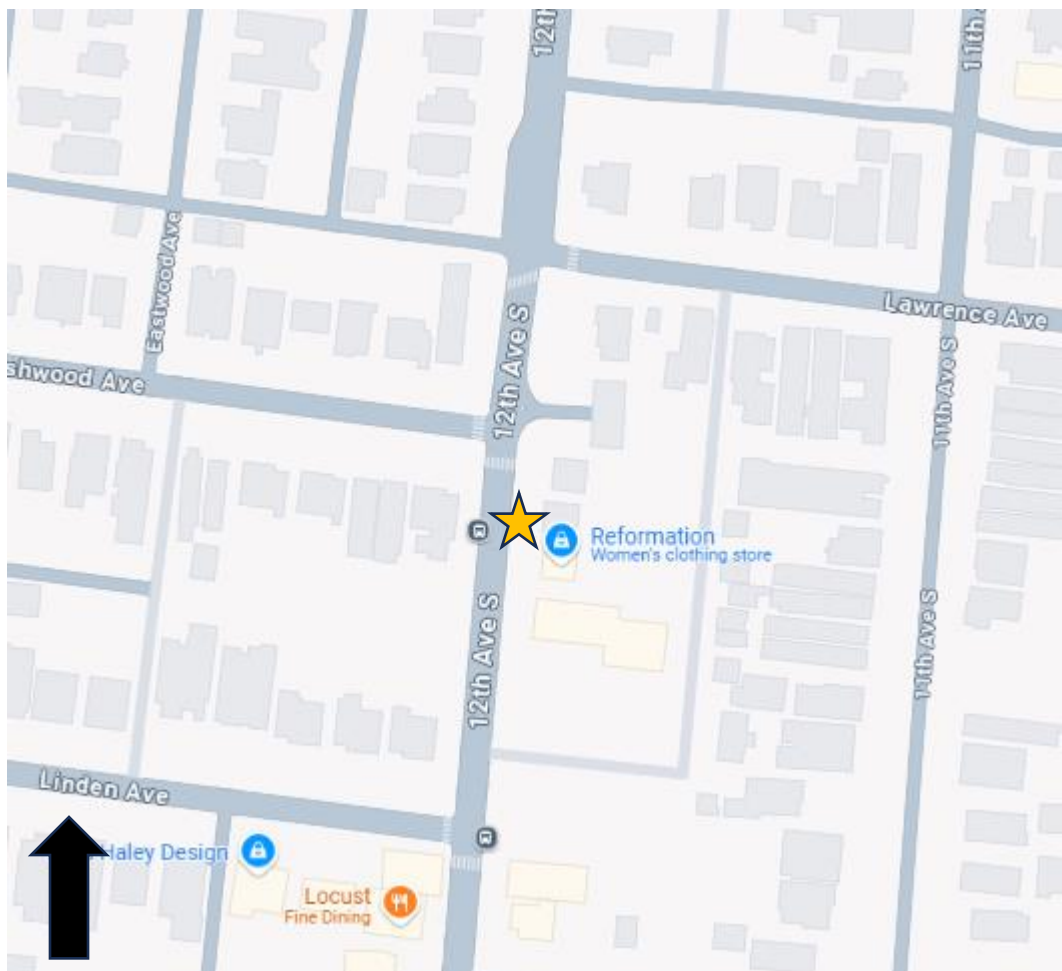 12th
11th
Eastwood Ave
Lawrence Ave
12th Ave S
shwood Ave
11th Ave S
Reformation
Women's clothing store
12th Ave S
11th Ave S
Linden Ave
Haley Design
Locust
Fine Dining